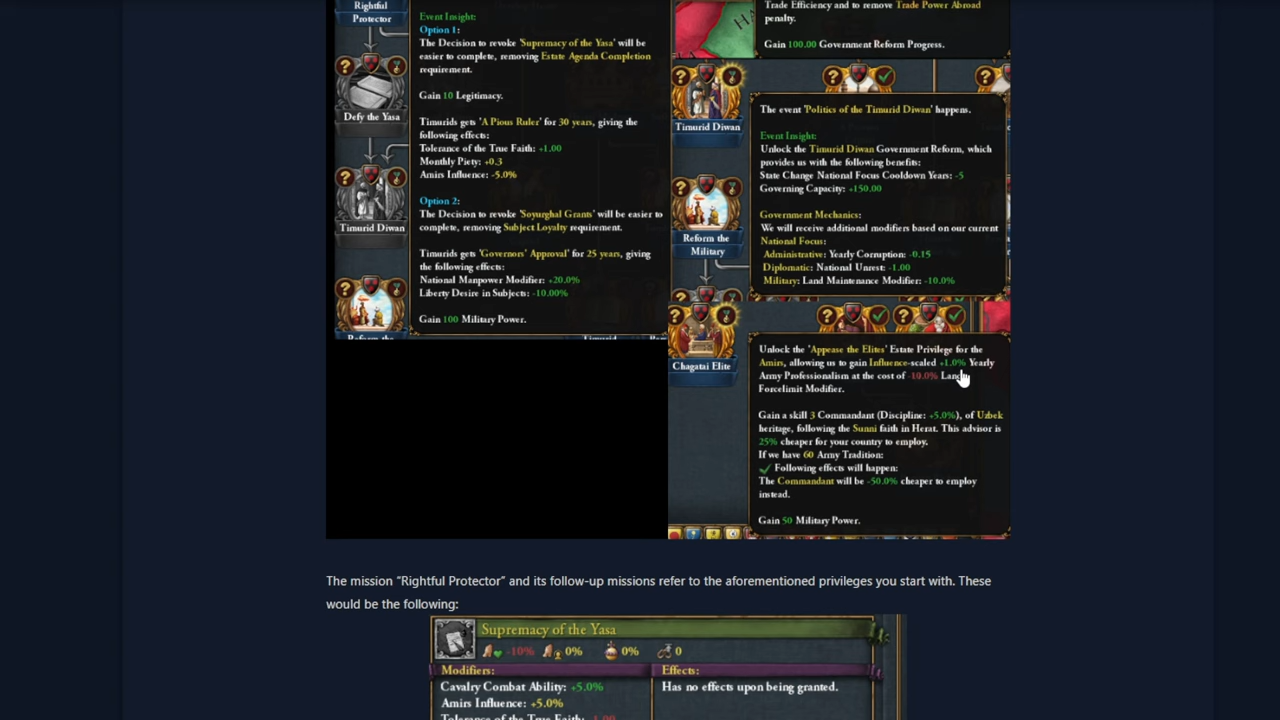 Rightful
Protector
Defy the Yasa
Timurid Diwan
Reform the
Event Insight:
Option 1:
The Decision to revoke 'Supremacy of the Yasa' will be
easier to complete, removing Estate Agenda Completion
requirement.
Gain 10 Legitimacy.
Timurids gets 'A Pious Ruler' for 30 years, giving the
following effects:
Tolerance of the True Faith: +1.00
Monthly Piety: +0.3
Amirs Influence: -5.0%
Option 2:
The Decision to revoke 'Soyurghal Grants' will be easier to
complete, removing Subject Loyalty requirement.
Timurids gets 'Governors' Approval' for 25 years, giving
the following effects:
National Manpower Modifier: +20.0%
Liberty Desire in Subjects: -10.00%
Gain 100 Military Power.
Timurid
Trade Efficiency and to remove Trade Power Abroad
penalty.
Gain 100.00 Government Reform Progress.
Timurid Diwan
Reform the
Military
The event 'Politics of the Timurid Diwan' happens.
Event Insight:
Unlock the Timurid Diwan Government Reform, which
provides us with the following benefits:
State Change National Focus Cooldown Years: -5
Governing Capacity: +150.00
Government Mechanics:
We will receive additional modifiers based on our current
National Focus:
Administrative: Yearly Corruption: -0.15
Diplomatic: National Unrest: -1.00
Military: Land Maintenance Modifier: -10.0%
Chagatai Elite
Unlock the 'Appease the Elites' Estate Privilege for the
Amirs, allowing us to gain Influence-scaled +1.0% Yearly
Army Professionalism at the cost of -10.0% Land
Forcelimit Modifier.
Gain a skill 3 Commandant (Discipline: +5.0%), of Uzbek
heritage, following the Sunni faith in Herat. This advisor is
25% cheaper for your country to employ.
If we have 60 Army Tradition:
Following effects will happen:
The Commandant will be -50.0% cheaper to employ
instead.
Gain 50 Military Power.
The mission “Rightful Protector” and its follow-up missions refer to the aforementioned privileges you start with. These
would be the following:
Supremacy of the Yasa
-10% 0% 0% 0
Modifiers:
Cavalry Combat Ability: +5.0%
Amirs Influence: +5.0%
Tolerance of the True Faith: -1.00
Effects:
Has no effects upon being granted.